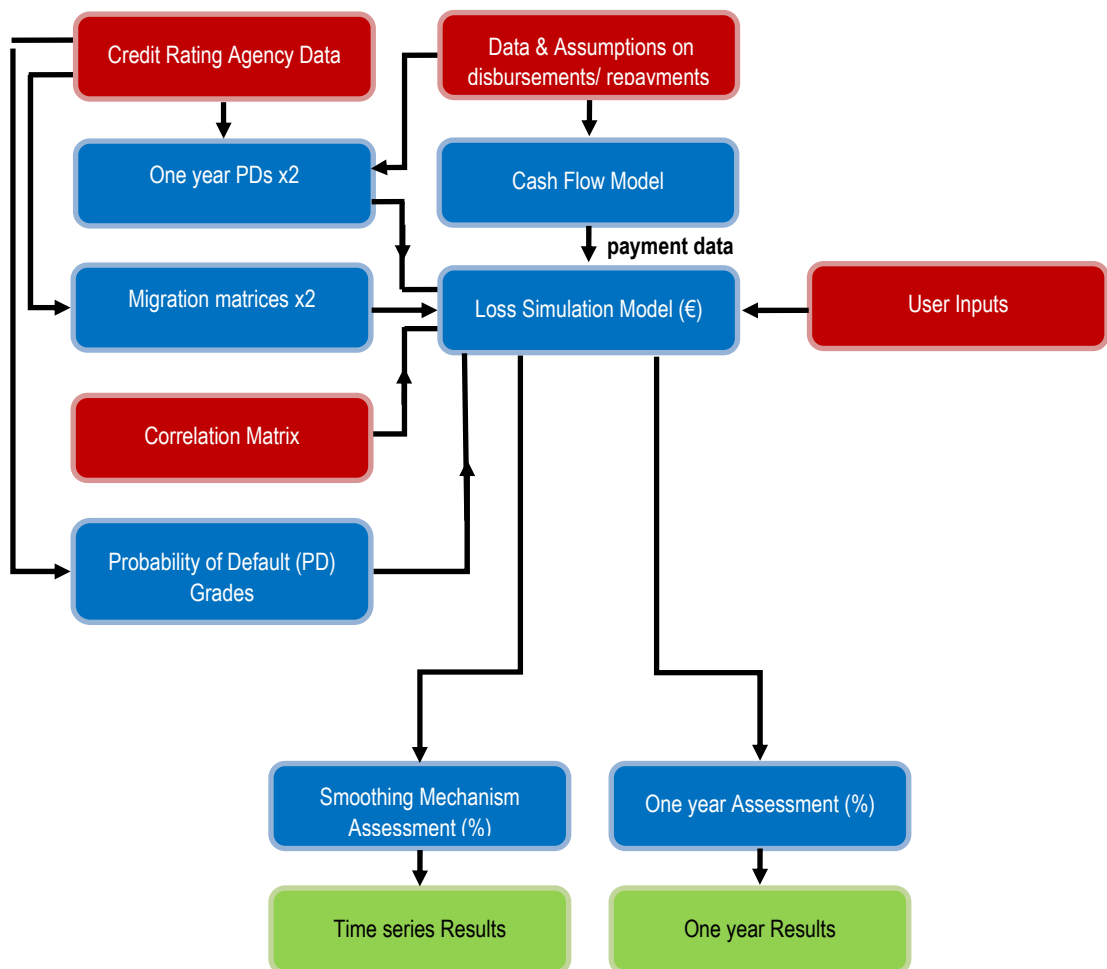 Credit Rating Agency Data
Data & Assumptions on
disbursements/ repayments
One year PDs x2
Cash Flow Model
payment data
Migration matrices x2
Loss Simulation Model (€)
User Inputs
Correlation Matrix
Probability of Default (PD)
Grades
Smoothing Mechanism
Assessment (%)
One year Assessment (%)
Time series Results
One year Results